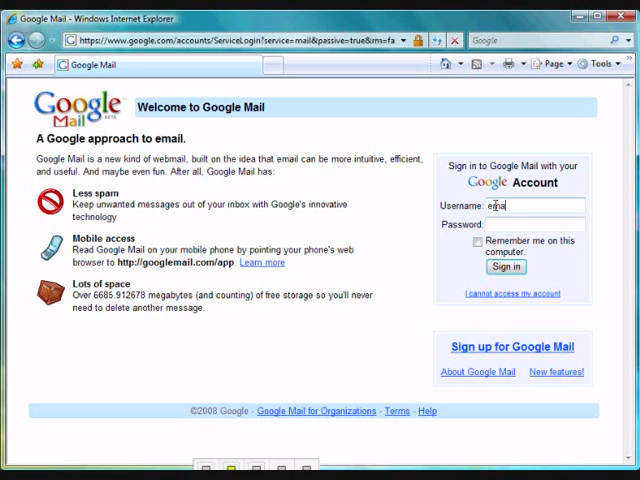 Google Mail - Windows Internet Explorer
https://www.google.com/accounts/ServiceLogin?service=mail&passive=true&rm=fa
Google
Google Mail
Page
Tools
Google
Mail
BETA
Welcome to Google Mail
A Google approach to email.
Google Mail is a new kind of webmail, built on the idea that email can be more intuitive, efficient,
and useful. And maybe even fun. After all, Google Mail has:
Less spam
Keep unwanted messages out of your inbox with Google's innovative
technology
Mobile access
Read Google Mail on your mobile phone by pointing your phone's web
browser to http://googlemail.com/app. Learn more
Lots of space
Over 6685.912678 megabytes (and counting) of free storage so you'll never
need to delete another message.
Sign in to Google Mail with your
Google Account
Username: ema
Password:
Remember me on this
computer.
Sign in
I cannot access my account
Sign up for Google Mail
About Google Mail New features!
©2008 Google - Google Mail for Organizations - Terms - Help